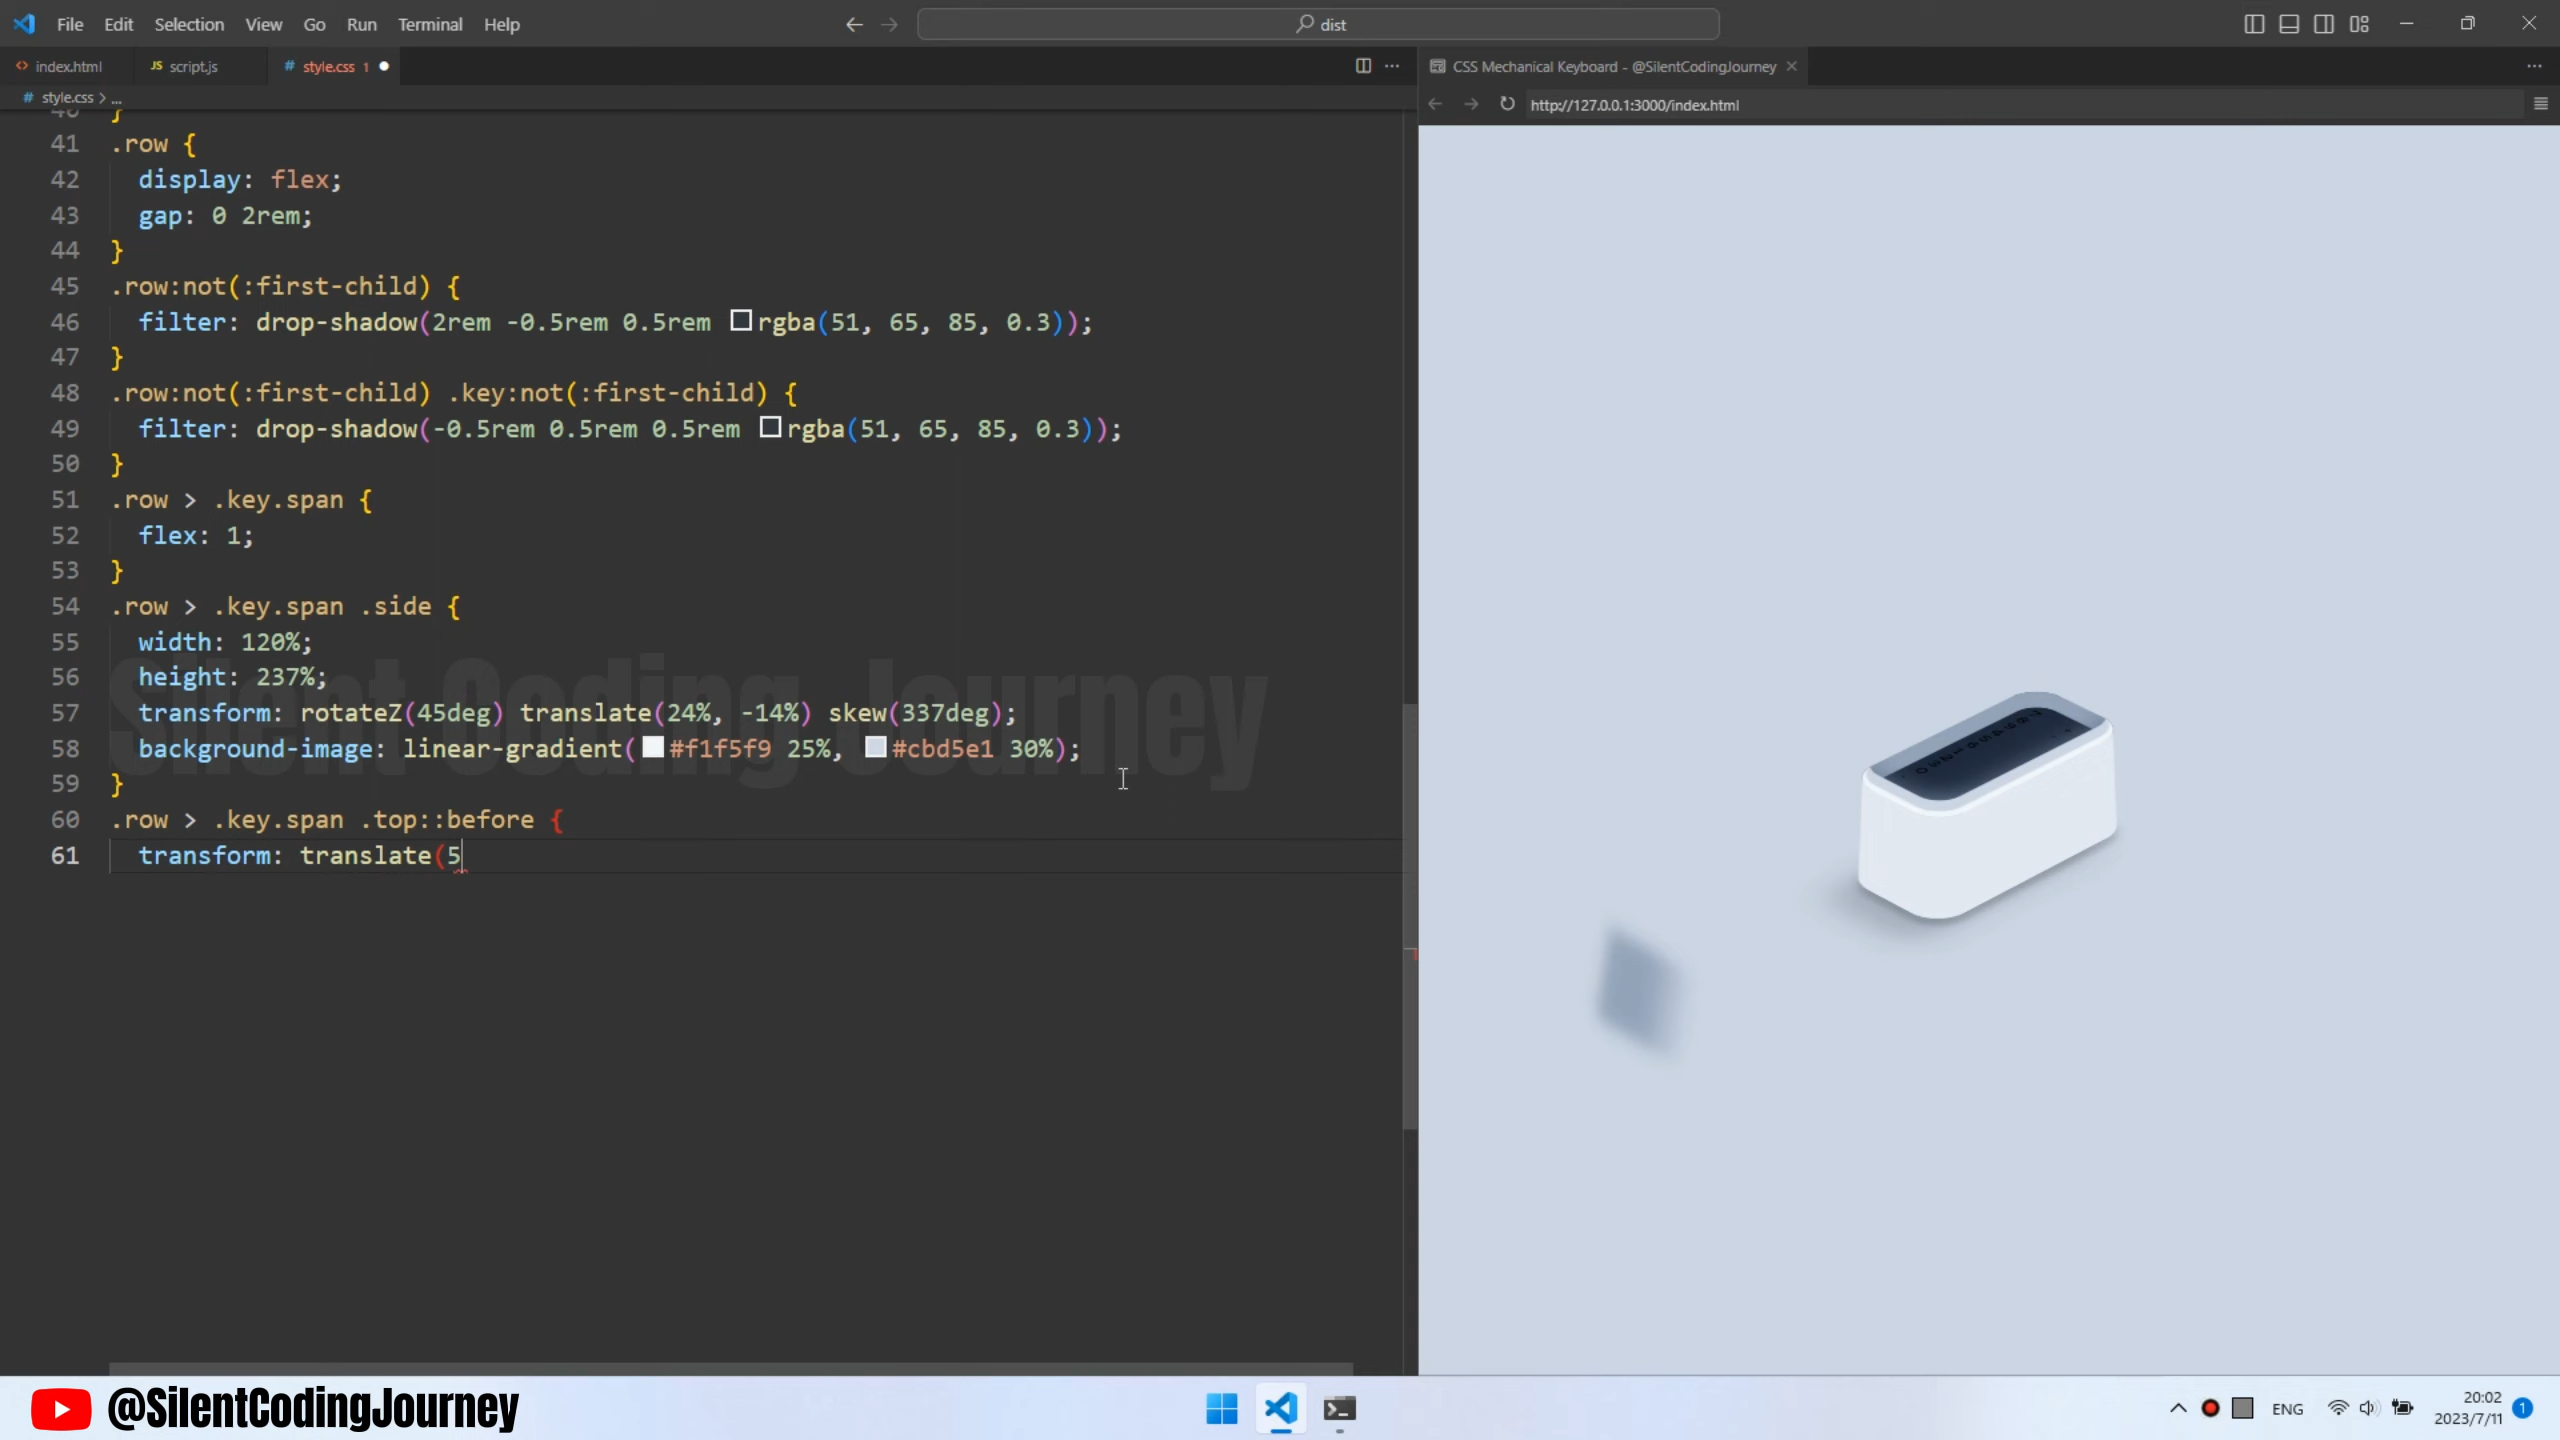 File Edit Selection View Go Run Terminal Help
dist
index.html
JS script.js
# style.css 1
CSS Mechanical Keyboard - @SilentCodingJourney
# style.css > ...
http://127.0.0.1:3000/index.html
40 }
41 .row {
42 display: flex;
43 gap: 0 2rem;
44 }
45 .row:not(:first-child) {
46 filter: drop-shadow(2rem -0.5rem 0.5rem rgba(51, 65, 85, 0.3));
47 }
48 .row:not(:first-child) .key:not(:first-child) {
49 filter: drop-shadow(-0.5rem 0.5rem 0.5rem rgba(51, 65, 85, 0.3));
50 }
51 .row > .key.span {
52 flex: 1;
53 }
54 .row > .key.span .side {
55 width: 120%;
56 height: 237%;
57 transform: rotateZ(45deg) translate(24%, -14%) skew(337deg);
58 background-image: linear-gradient(#f1f5f9 25%, #cbd5e1 30%);
59 }
60 .row > .key.span .top::before {
61 transform: translate(5
Silent Coding Journey
@SilentCodingJourney
ENG
20:02
2023/7/11
1